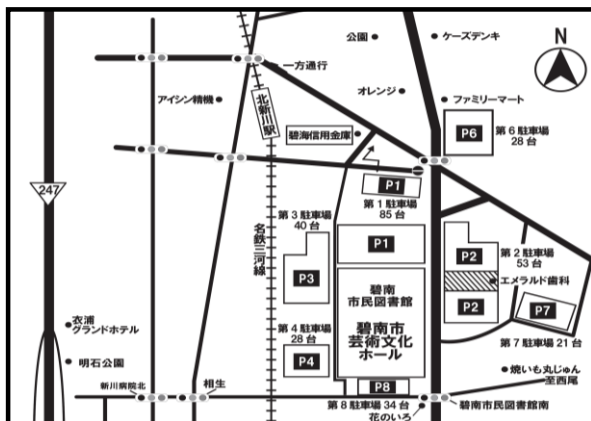 N
公園
ケーズデンキ
一方通行
アイシン精機
オレンジ
ファミリーマート
北新川駅
碧海信用金庫
P6
第6駐車場
28台
P1
第1駐車場
85台
247
名鉄三河線
第3駐車場
40台
P1
P3
P2
第2駐車場
53台
エメラルド歯科
P2
碧南
市民図書館
碧南市
芸術文化
ホール
P7
第7駐車場 21台
衣浦
グランドホテル
第4駐車場
28台
P4
明石公園
新川病院北
相生
P8
第8駐車場 34台
花のいろ
焼いも丸じゅん
至西尾
碧南市民図書館南